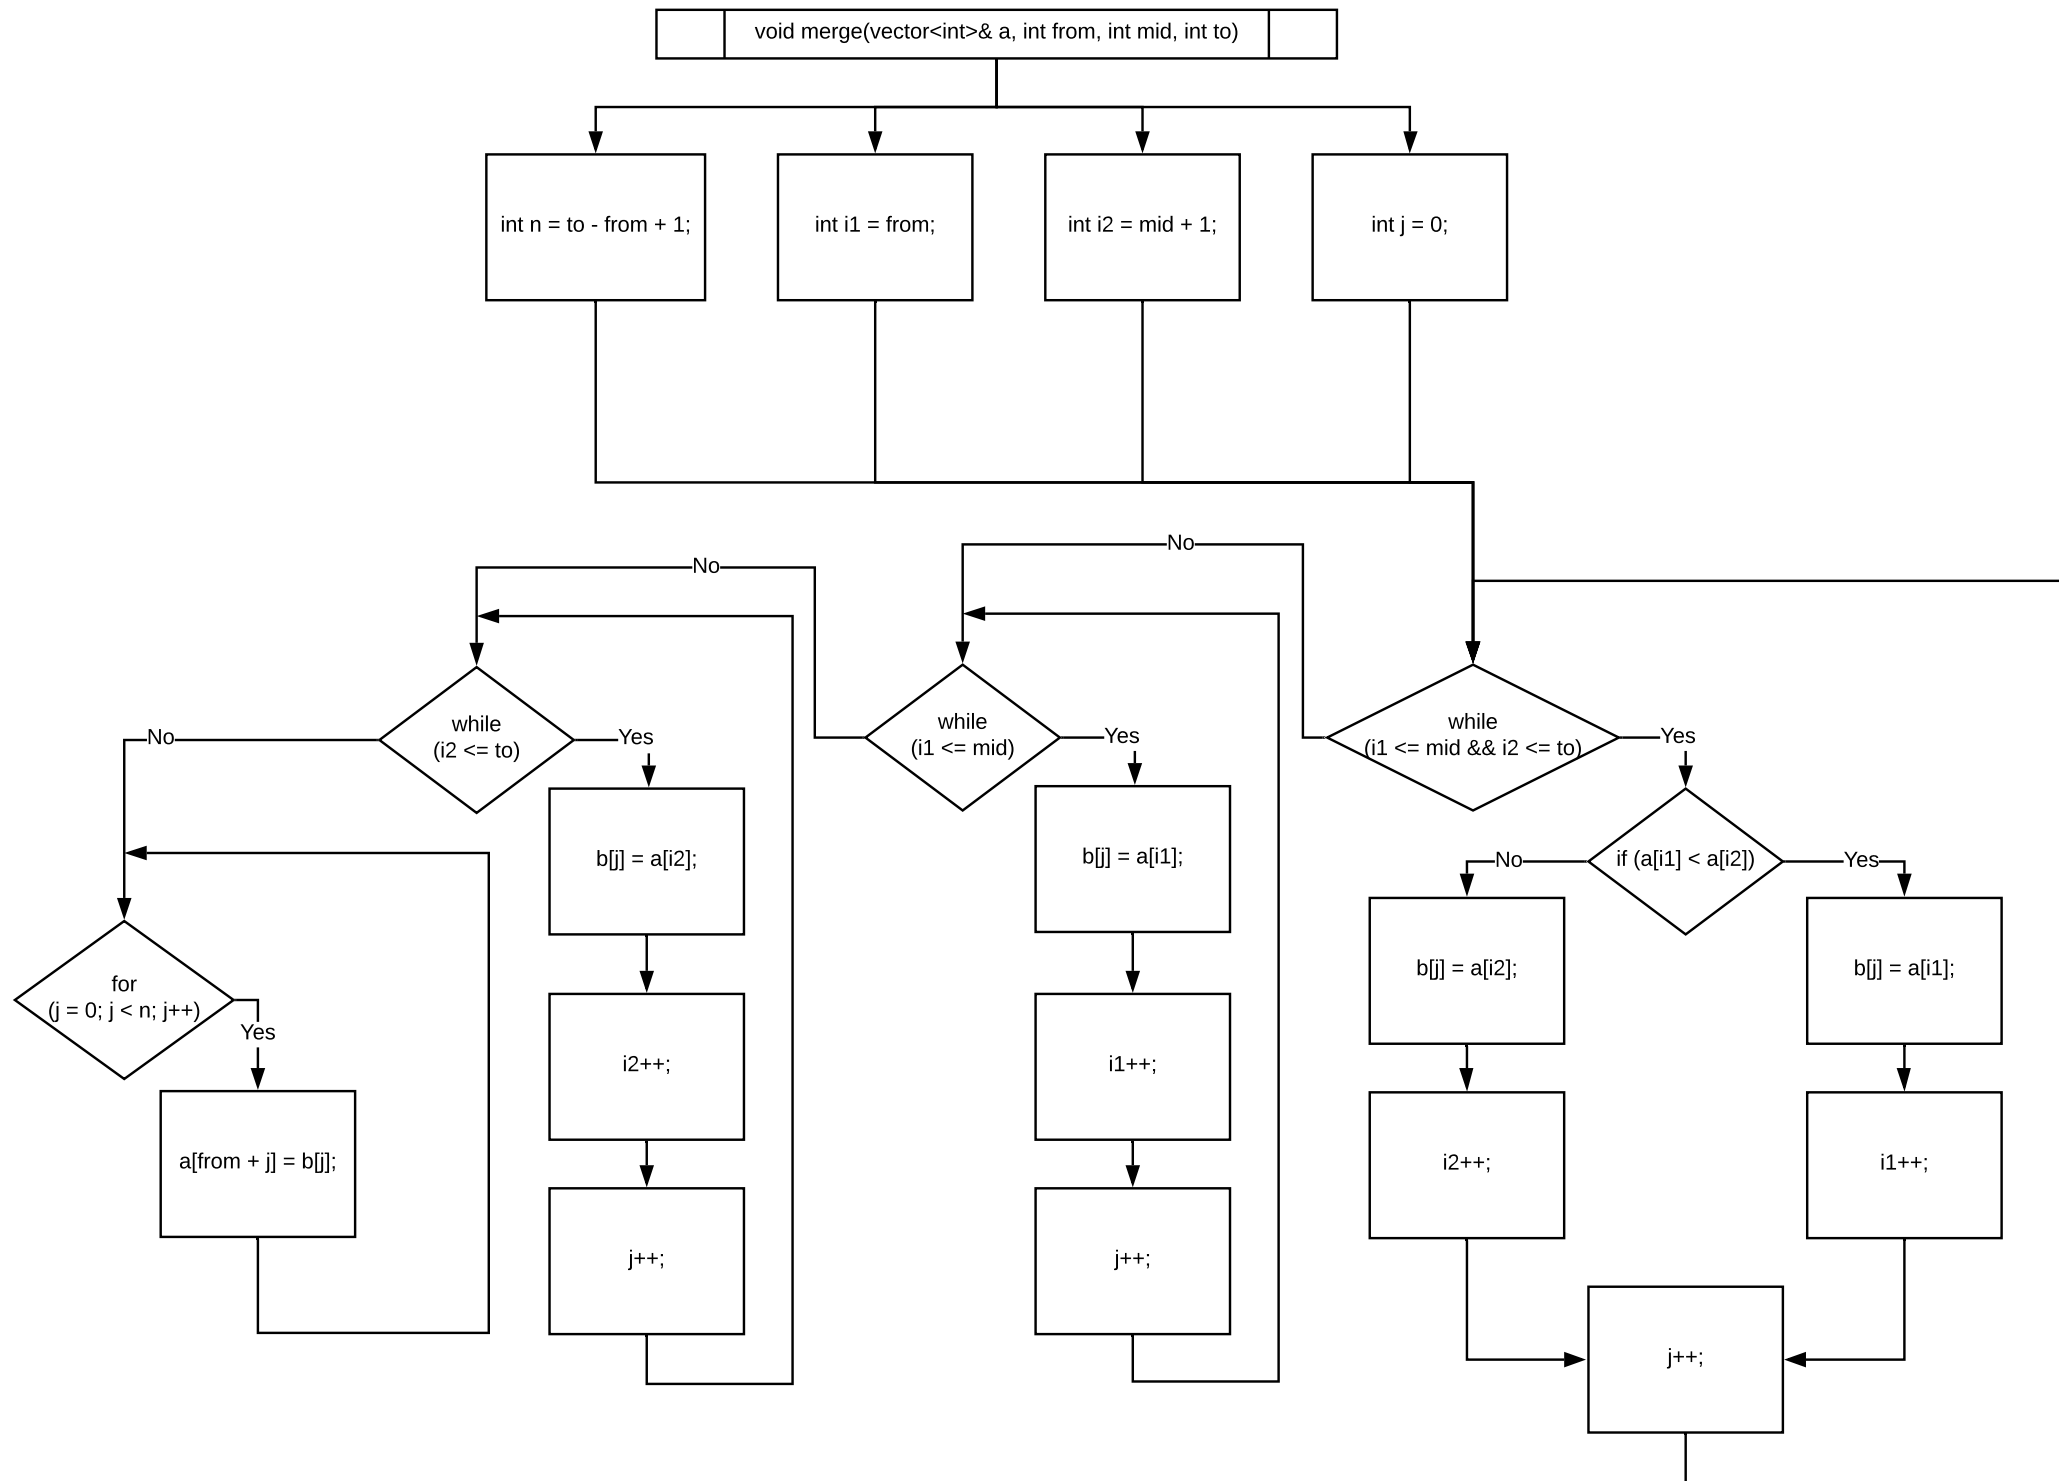 void merge(vector<int>& a, int from, int mid, int to)
int n = to - from + 1;
int i1 = from;
int i2 = mid + 1;
int j = 0;
No
No
while
(i2 <= to)
while
(i1 <= mid)
while
(i1 <= mid && i2 <= to)
No
Yes
Yes
Yes
b[j] = a[i2];
b[j] = a[i1];
No
if (a[i1] < a[i2])
Yes
for
(j = 0; j < n; j++)
Yes
b[j] = a[i2];
b[j] = a[i1];
i2++;
i1++;
a[from + j] = b[j];
i2++;
i1++;
j++;
j++;
j++;